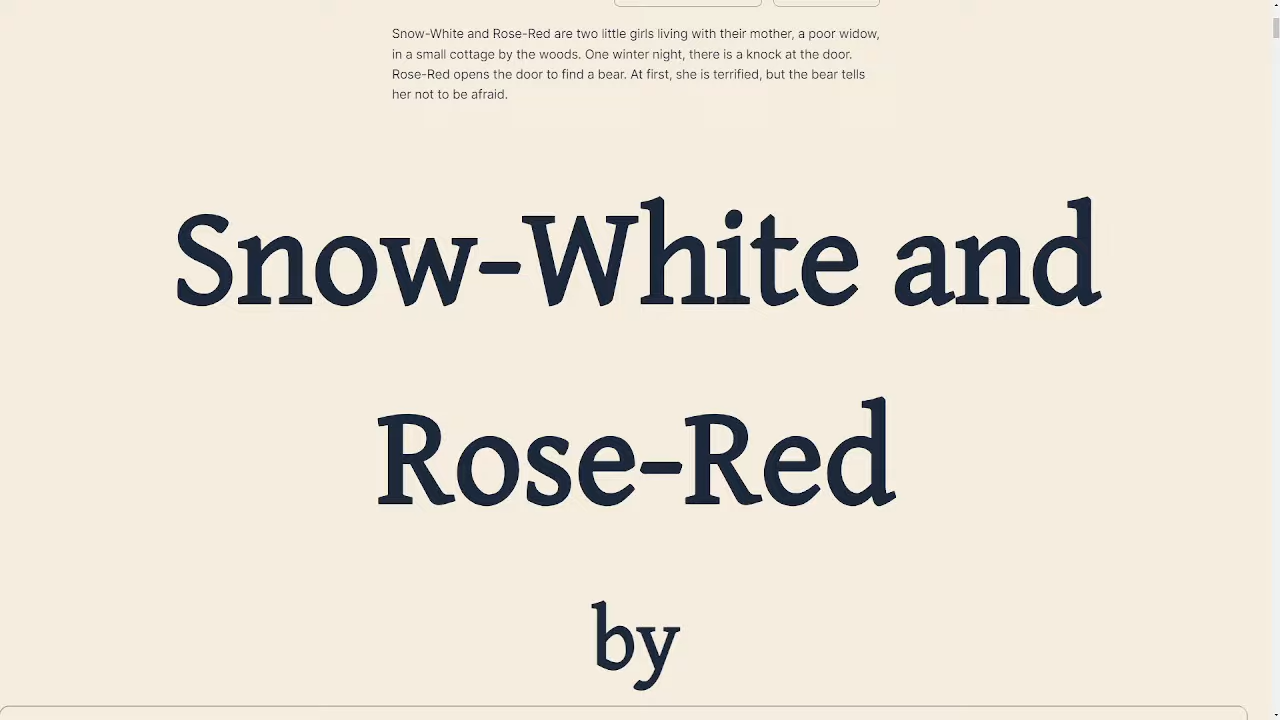 Snow-White and Rose-Red are two little girls living with their mother, a poor widow,
in a small cottage by the woods. One winter night, there is a knock at the door.
Rose-Red opens the door to find a bear. At first, she is terrified, but the bear tells
her not to be afraid.
Snow-White and
Rose-Red
by